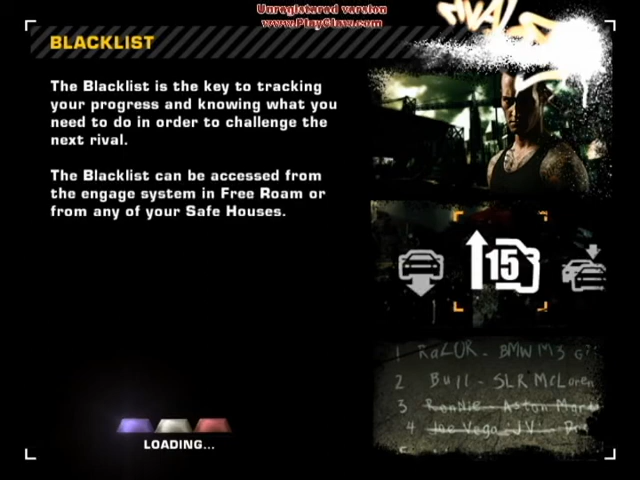 Unregistered version
www.PlayClaw.com
RIVAL
BLACKLIST
The Blacklist is the key to tracking
your progress and knowing what you
need to do in order to challenge the
next rival.
The Blacklist can be accessed from
the engage system in Free Roam or
from any of your Safe Houses.
15
1 RaZOR - BMW M3 G
2 Bull - SLR McLaren
3 Ronnie - Aston
4 Joe Vega
LOADING...